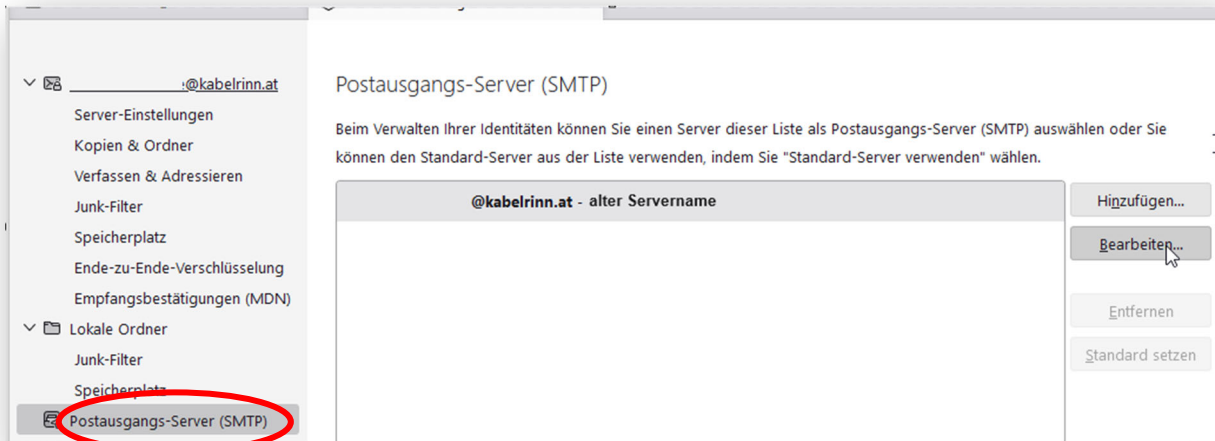 @kabelrinn.at
Server-Einstellungen
Kopien & Ordner
Verfassen & Adressieren
Junk-Filter
Speicherplatz
Ende-zu-Ende-Verschlüsselung
Empfangsbestätigungen (MDN)
Lokale Ordner
Junk-Filter
Speicherplatz
Postausgangs-Server (SMTP)
Postausgangs-Server (SMTP)
Beim Verwalten Ihrer Identitäten können Sie einen Server dieser Liste als Postausgangs-Server (SMTP) auswählen oder Sie
können den Standard-Server aus der Liste verwenden, indem Sie "Standard-Server verwenden" wählen.
@kabelrinn.at - alter Servername
Hinzufügen...
Bearbeiten...
Entfernen
Standard setzen